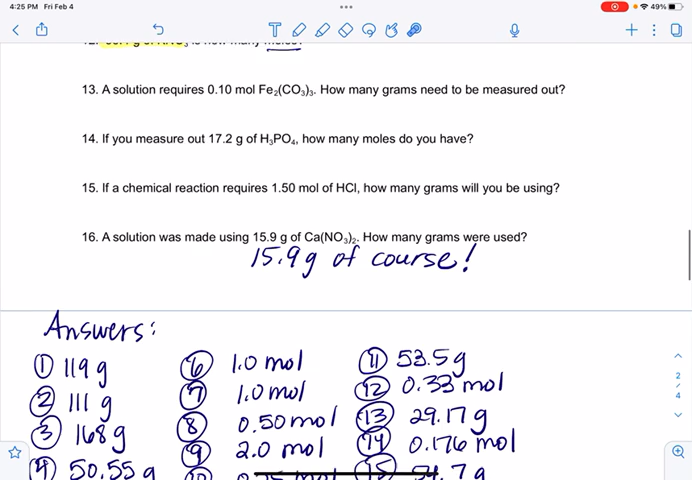 4:25 PM Fri Feb 4
49%
13. A solution requires 0.10 mol Fe₂(CO₃)₃. How many grams need to be measured out?
14. If you measure out 17.2 g of H₃PO₄, how many moles do you have?
15. If a chemical reaction requires 1.50 mol of HCl, how many grams will you be using?
16. A solution was made using 15.9 g of Ca(NO₃)₂. How many grams were used?
15.9g of course!
Answers:
① 119 g
② 111 g
③ 168 g
④ 50.55 g
⑥ 1.0 mol
⑦ 1.0 mol
⑧ 0.50 mol
⑨ 2.0 mol
⑪ 53.5g
⑫ 0.33 mol
⑬ 29.17 g
⑭ 0.176 mol
⑮
2
/
4